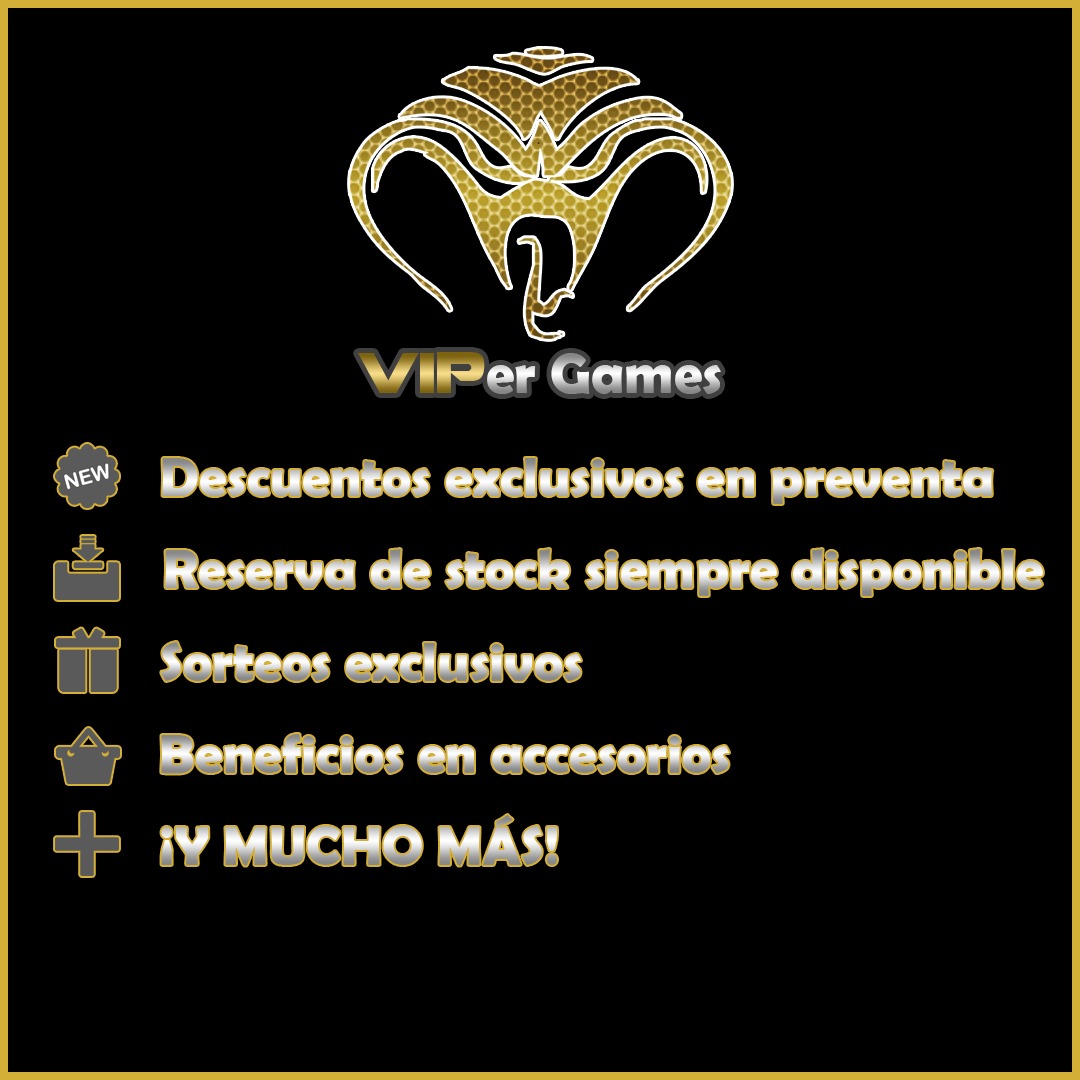 VIPer Games
NEW
Descuentos exclusivos en preventa
Reserva de stock siempre disponible
Sorteos exclusivos
Beneficios en accesorios
¡Y MUCHO MÁS!